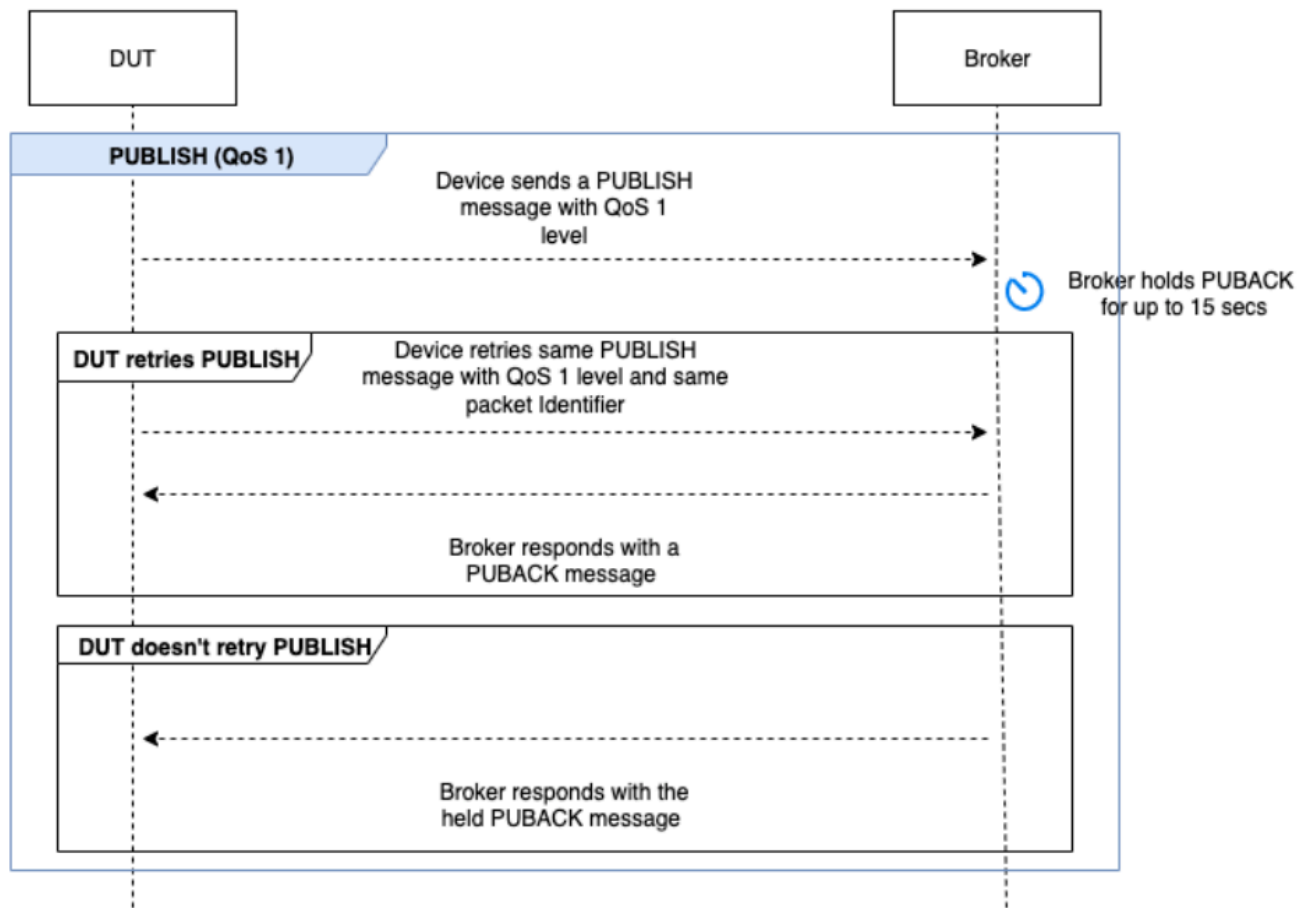 DUT
Broker
PUBLISH (QoS 1)
Device sends a PUBLISH
message with QoS 1
level
Broker holds PUBACK
for up to 15 secs
DUT retries PUBLISH
Device retries same PUBLISH
message with QoS 1 level and same
packet Identifier
Broker responds with a
PUBACK message
DUT doesn't retry PUBLISH
Broker responds with the
held PUBACK message